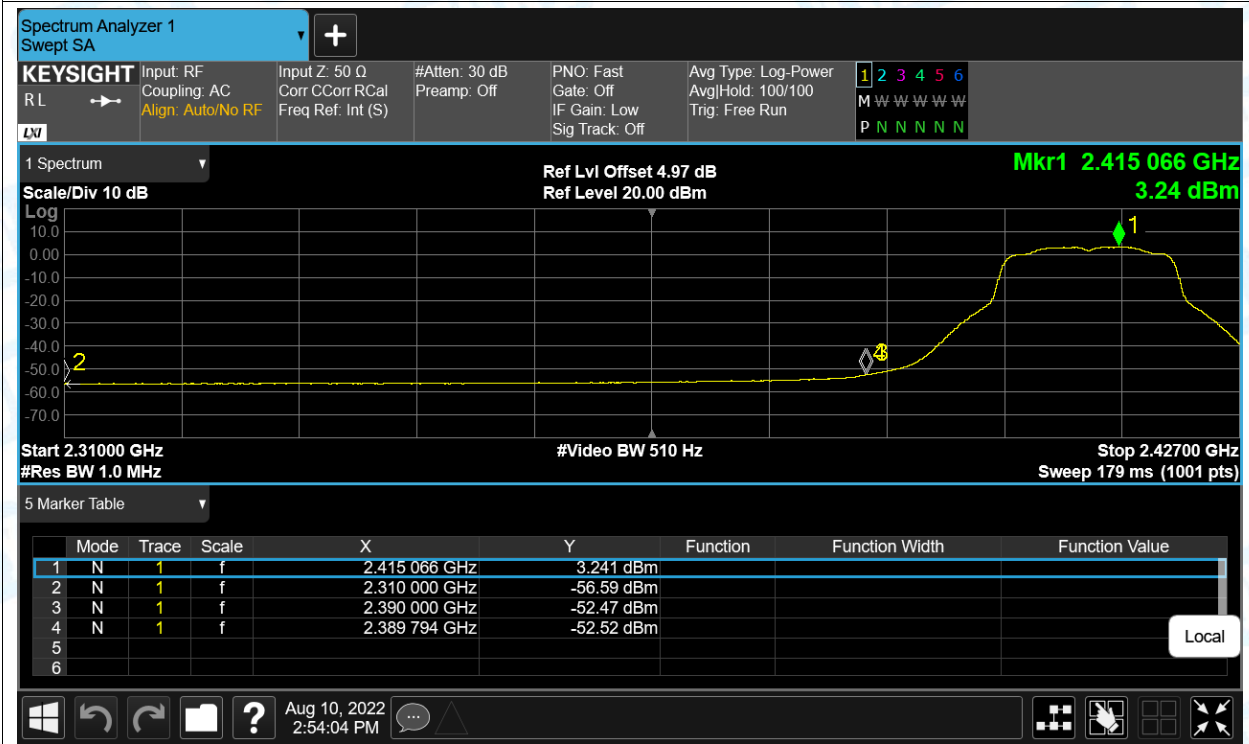 Spectrum Analyzer 1
Swept SA
KEYSIGHT
R L
LXI
Input: RF
Coupling: AC
Align: Auto/No RF
Input Z: 50 Ω
Corr CCorr RCal
Freq Ref: Int (S)
#Atten: 30 dB
Preamp: Off
PNO: Fast
Gate: Off
IF Gain: Low
Sig Track: Off
Avg Type: Log-Power
Avg|Hold: 100/100
Trig: Free Run
1 2 3 4 5 6
M W W W W W
P N N N N N
1 Spectrum
Scale/Div 10 dB
Ref Lvl Offset 4.97 dB
Ref Level 20.00 dBm
Mkr1 2.415 066 GHz
3.24 dBm
Log
10.0
0.00
-10.0
-20.0
-30.0
-40.0
-50.0
-60.0
-70.0
1
2
Start 2.31000 GHz
#Video BW 510 Hz
Stop 2.42700 GHz
#Res BW 1.0 MHz
Sweep 179 ms (1001 pts)
5 Marker Table
Mode Trace Scale X Y Function Function Width Function Value
1 N 1 f 2.415 066 GHz 3.241 dBm
2 N 1 f 2.310 000 GHz -56.59 dBm
3 N 1 f 2.390 000 GHz -52.47 dBm
4 N 1 f 2.389 794 GHz -52.52 dBm
5
6
Local
?
Aug 10, 2022
2:54:04 PM